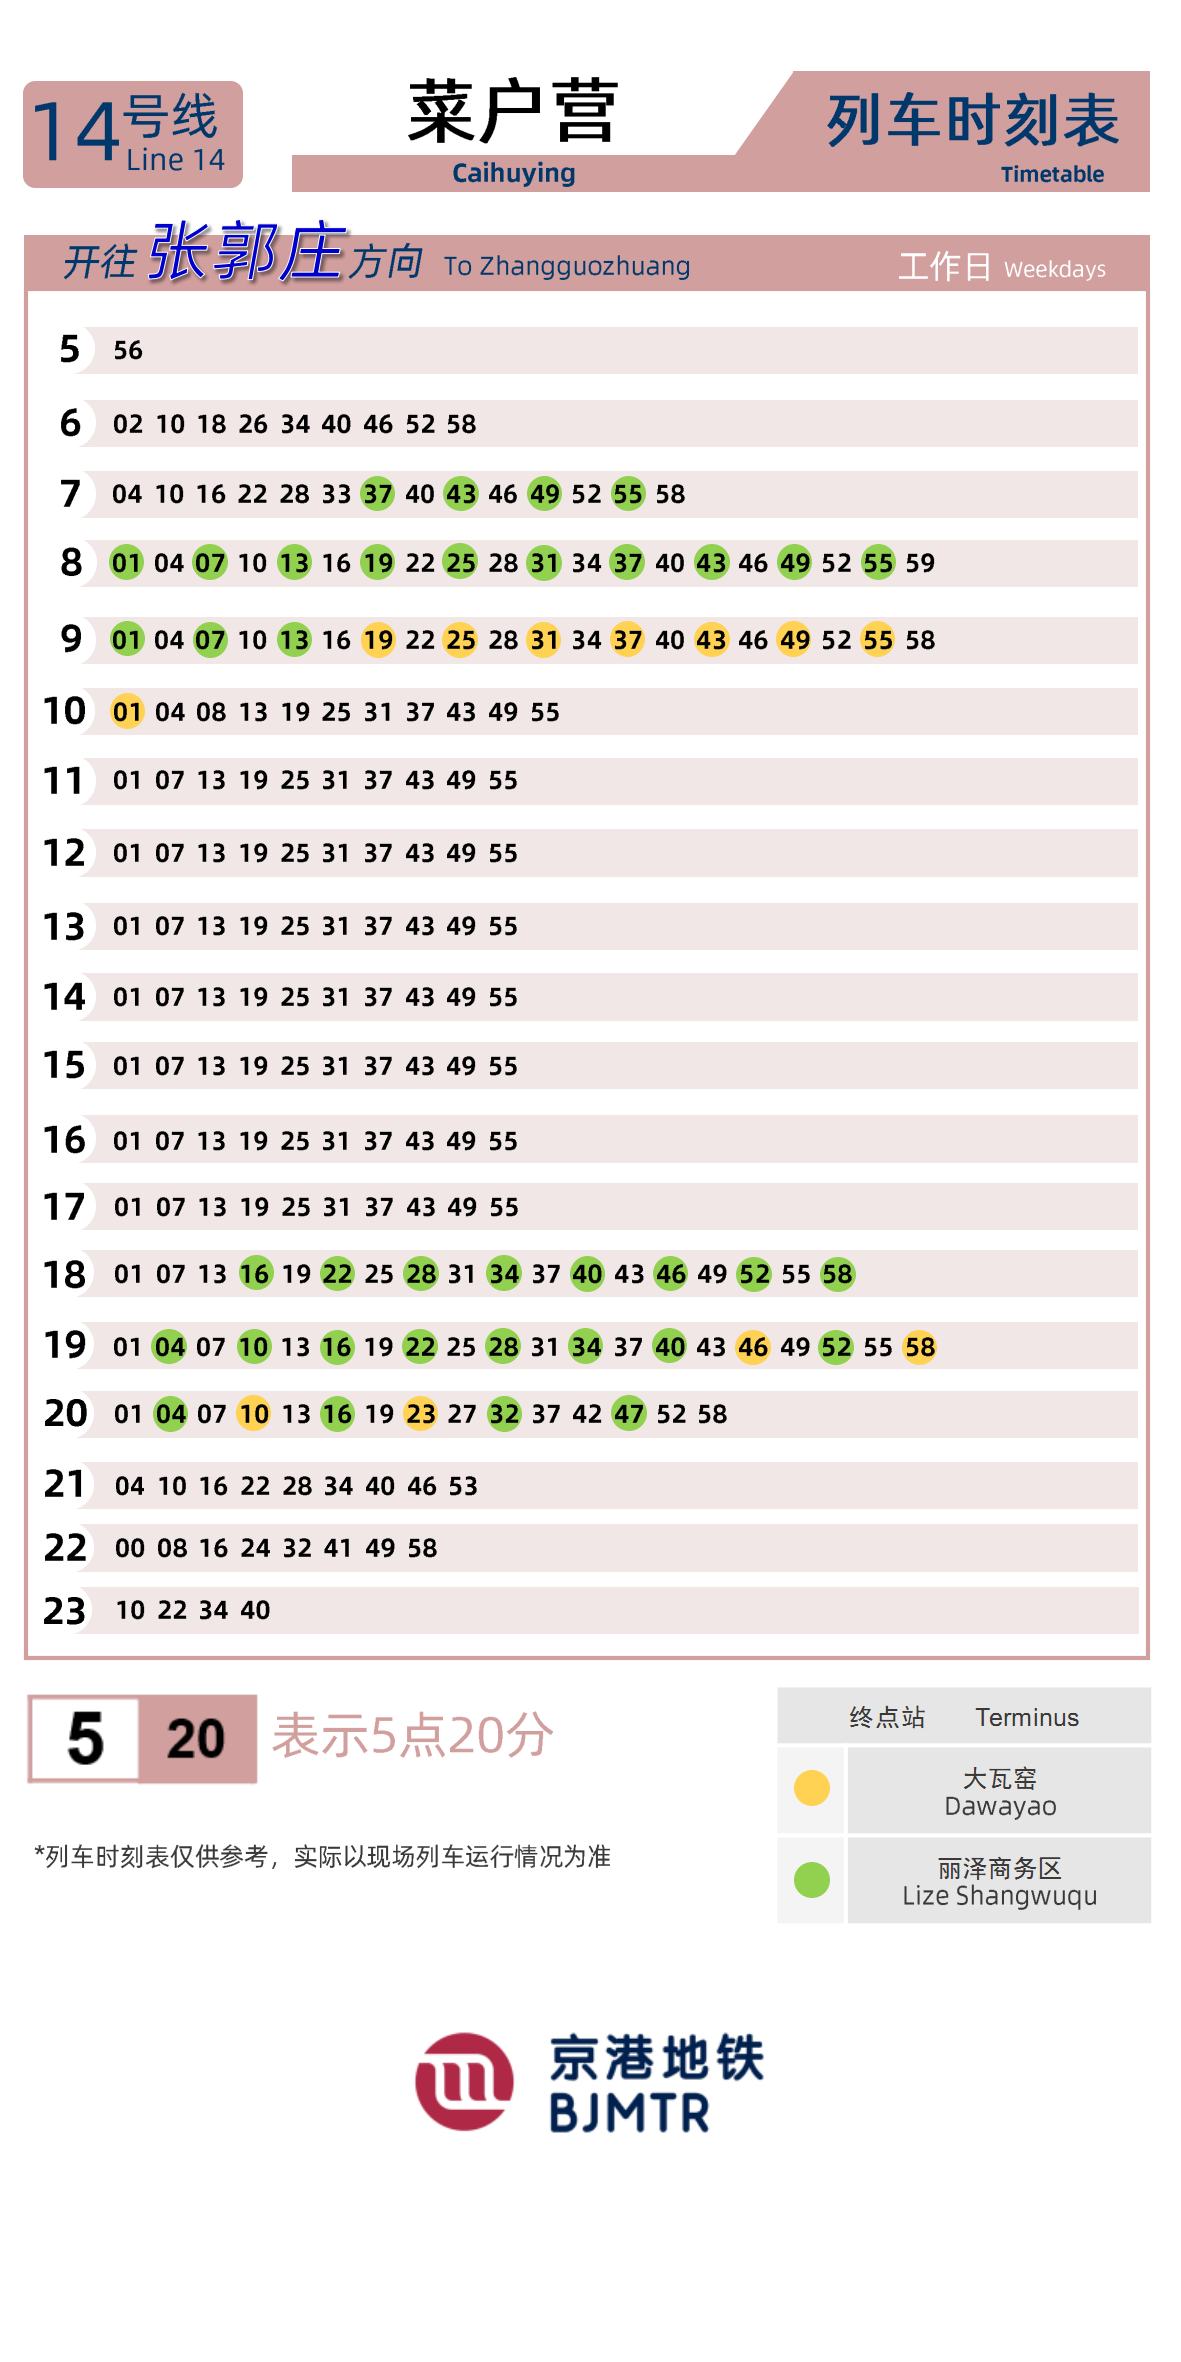 14号线
Line 14
菜户营
Caihuying
列车时刻表
Timetable
开往张郭庄方向 To Zhangguozhuang
工作日 Weekdays
5 56
6 02 10 18 26 34 40 46 52 58
7 04 10 16 22 28 33 37 40 43 46 49 52 55 58
8 01 04 07 10 13 16 19 22 25 28 31 34 37 40 43 46 49 52 55 59
9 01 04 07 10 13 16 19 22 25 28 31 34 37 40 43 46 49 52 55 58
10 01 04 08 13 19 25 31 37 43 49 55
11 01 07 13 19 25 31 37 43 49 55
12 01 07 13 19 25 31 37 43 49 55
13 01 07 13 19 25 31 37 43 49 55
14 01 07 13 19 25 31 37 43 49 55
15 01 07 13 19 25 31 37 43 49 55
16 01 07 13 19 25 31 37 43 49 55
17 01 07 13 19 25 31 37 43 49 55
18 01 07 13 16 19 22 25 28 31 34 37 40 43 46 49 52 55 58
19 01 04 07 10 13 16 19 22 25 28 31 34 37 40 43 46 49 52 55 58
20 01 04 07 10 13 16 19 23 27 32 37 42 47 52 58
21 04 10 16 22 28 34 40 46 53
22 00 08 16 24 32 41 49 58
23 10 22 34 40
5 20 表示5点20分
*列车时刻表仅供参考，实际以现场列车运行情况为准
终点站 Terminus
大瓦窑
Dawayao
丽泽商务区
Lize Shangwuqu
京港地铁
BJMTR